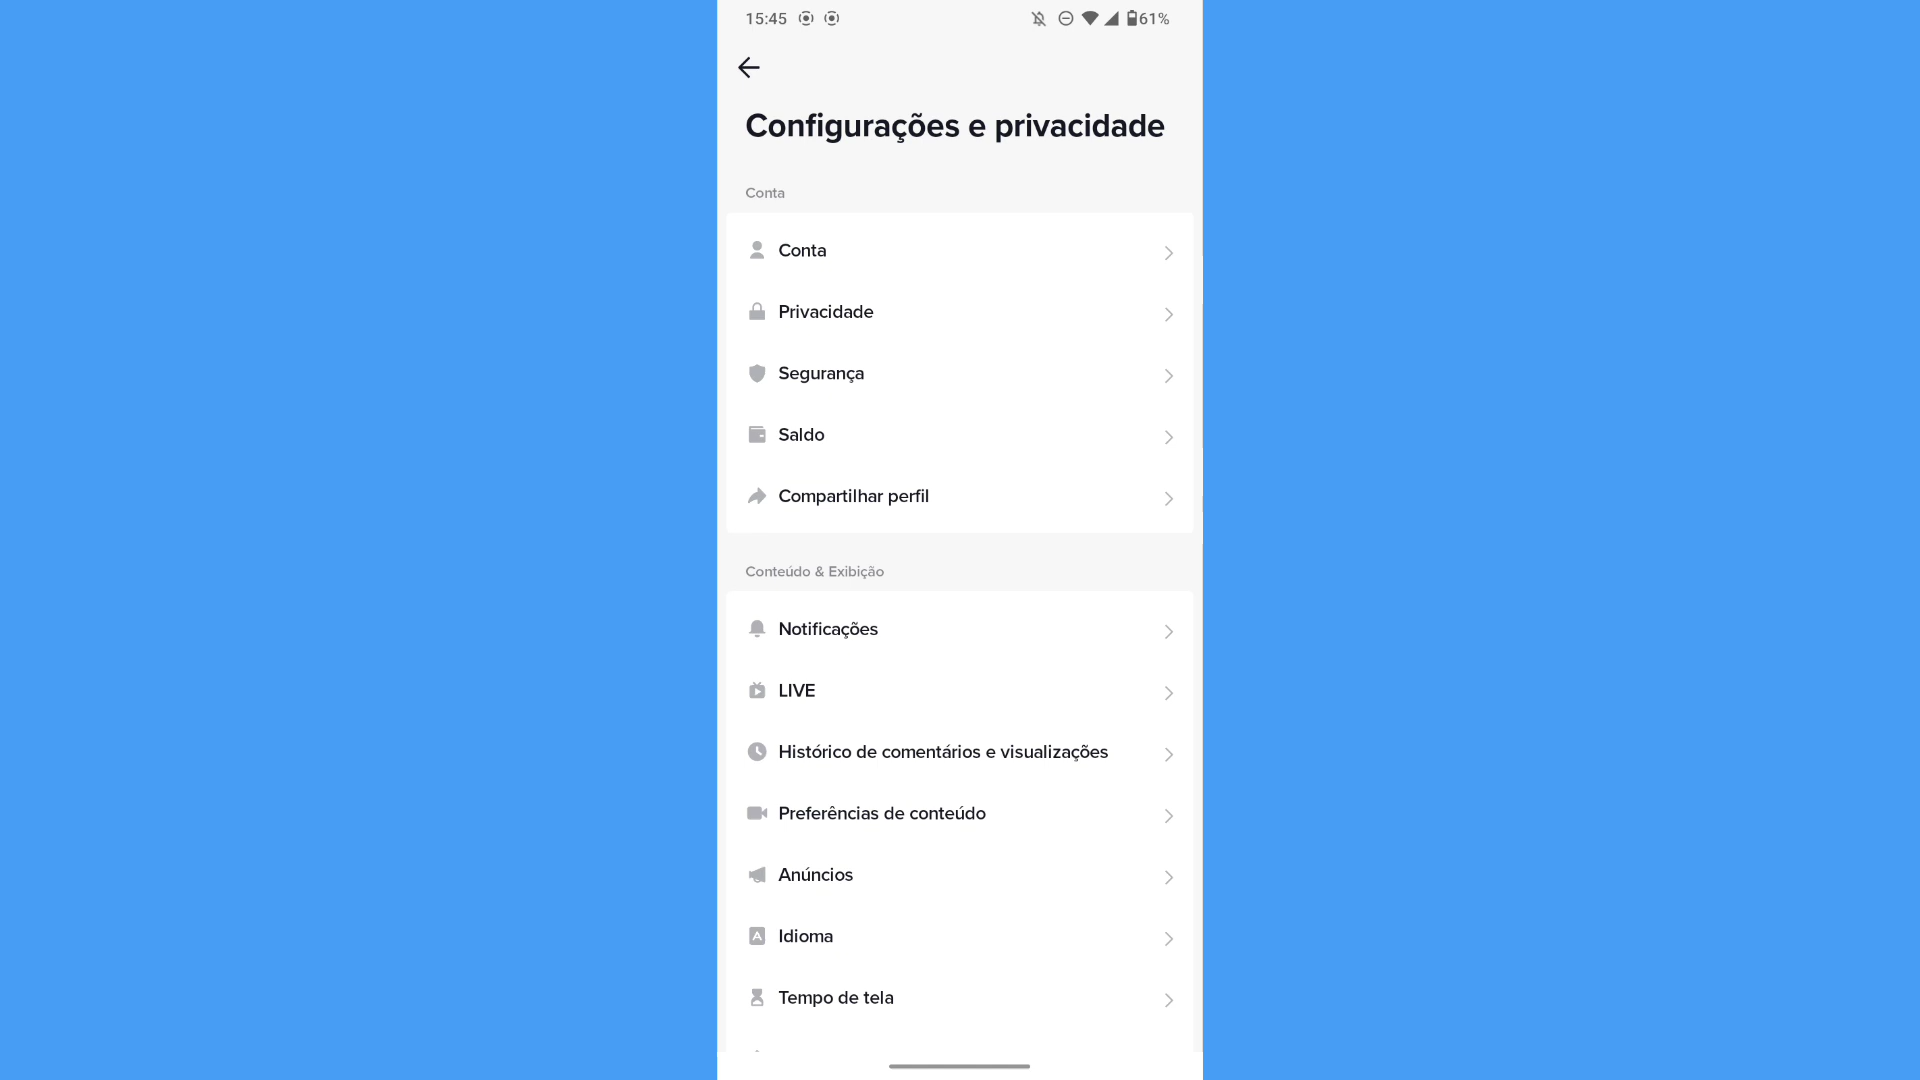 15:45 61%
Configurações e privacidade
Conta
Conta
Privacidade
Segurança
Saldo
Compartilhar perfil
Conteúdo & Exibição
Notificações
LIVE
Histórico de comentários e visualizações
Preferências de conteúdo
Anúncios
A Idioma
Tempo de tela